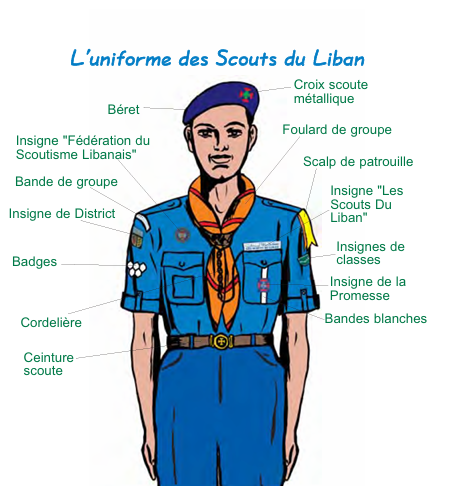 L'uniforme des Scouts du Liban
Croix scoute
métallique
Béret
Foulard de groupe
Insigne "Fédération du
Scoutisme Libanais"
Scalp de patrouille
Bande de groupe
Insigne "Les
Scouts Du
Liban"
Insigne de District
Insignes de
classes
Badges
Insigne de la
Promesse
Cordelière
Bandes blanches
Ceinture
scoute